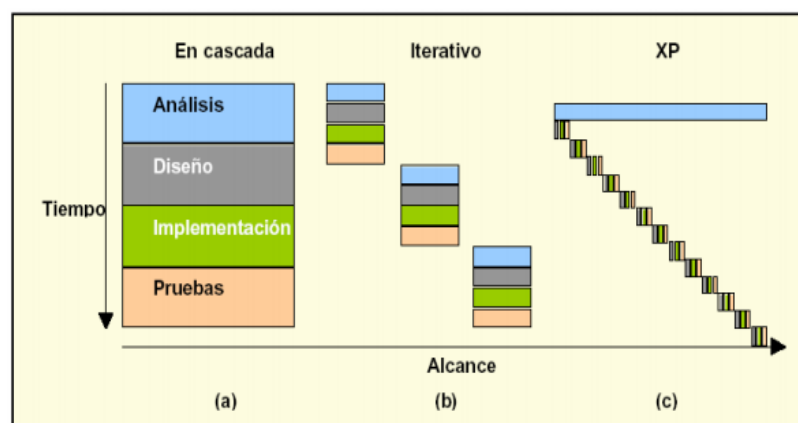 En cascada
Iterativo
XP
Análisis
Diseño
Tiempo
Implementación
Pruebas
Alcance
(a)
(b)
(c)